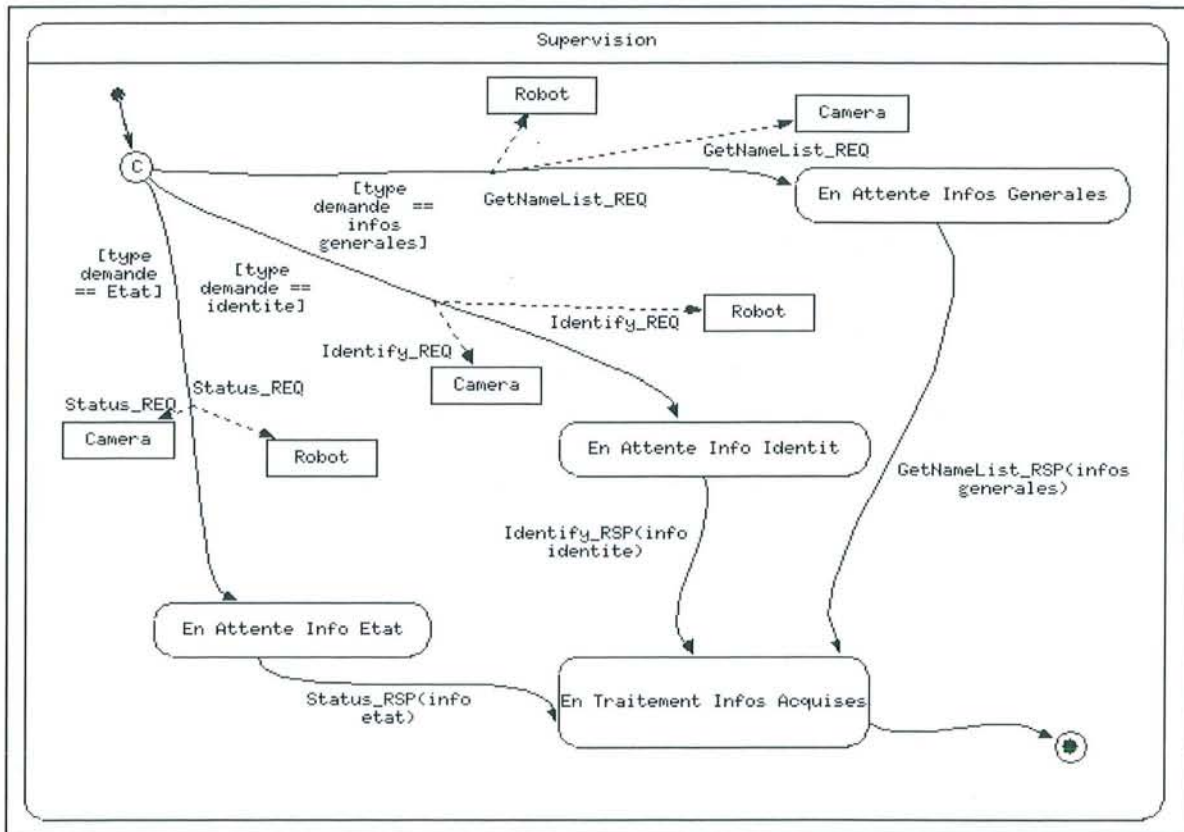 Supervision
Robot
Camera
GetNameList_REQ
C
GetNameList_REQ
En Attente Infos Generales
[type
demande ==
infos
generales]
[type
demande
== Etat]
[type
demande ==
identite]
Identify_REQ
Robot
Identify_REQ
Camera
Status_REQ
Status_REQ
Camera
Robot
En Attente Info Identit
GetNameList_RSP(infos
generales)
Identify_RSP(info
identite)
En Attente Info Etat
Status_RSP(info
etat)
En Traitement Infos Acquises